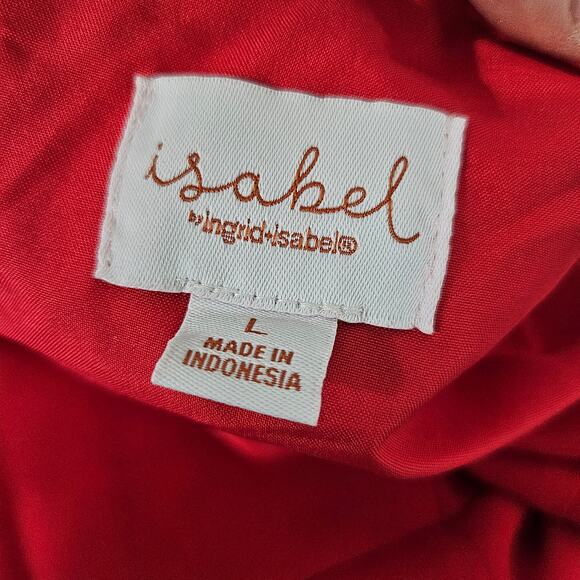 isabel
by ingrid+isabel®
L
MADE IN
INDONESIA